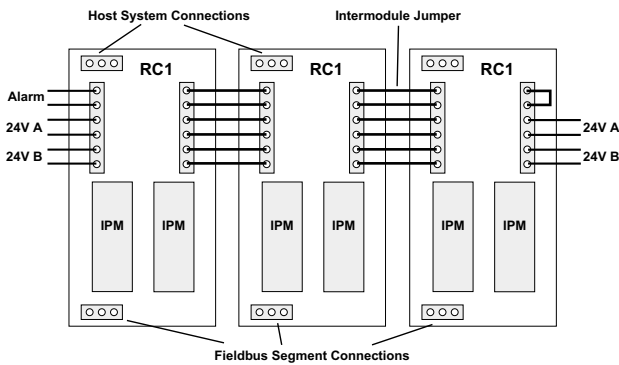 Host System Connections
Intermodule Jumper
RC1
RC1
RC1
Alarm
24V A
24V B
24V A
24V B
IPM
IPM
IPM
IPM
IPM
IPM
Fieldbus Segment Connections